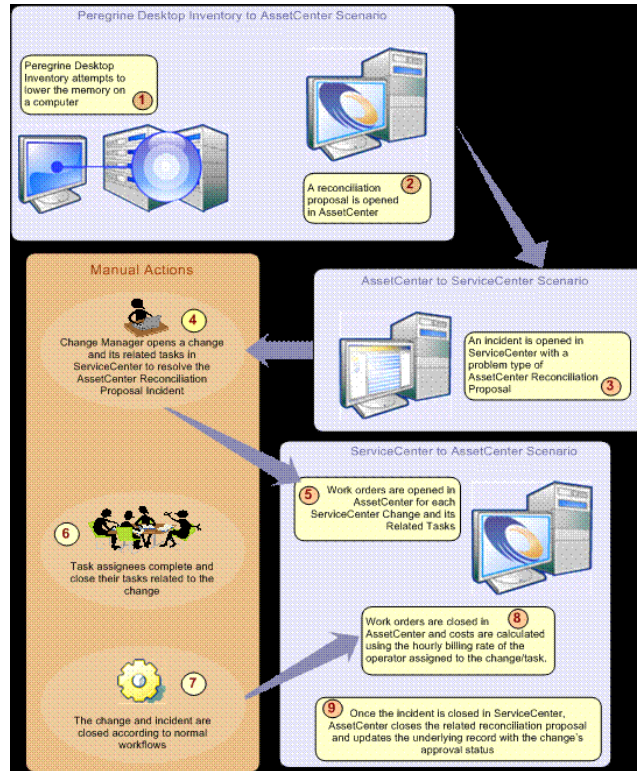 Peregrine Desktop Inventory to AssetCenter Scenario
Peregrine Desktop
Inventory attempts to
lower the memory on
a computer
1
2
A reconciliation
proposal is opened
in AssetCenter
Manual Actions
4
Change Manager opens a change
and its related tasks in
ServiceCenter to resolve the
AssetCenter Reconciliation
Proposal Incident
AssetCenter to ServiceCenter Scenario
An incident is opened in
ServiceCenter with a
problem type of
AssetCenter Reconciliation
Proposal
3
ServiceCenter to AssetCenter Scenario
5
Work orders are opened in
AssetCenter for each
ServiceCenter Change and its
Related Tasks
6
Task assignees complete and
close their tasks related to the
change
7
The change and incident are
closed according to normal
workflows
8
Work orders are closed in
AssetCenter and costs are calculated
using the hourly billing rate of the
operator assigned to the change/task.
9
Once the incident is closed in ServiceCenter,
AssetCenter closes the related reconciliation proposal
and updates the underlying record with the change's
approval status